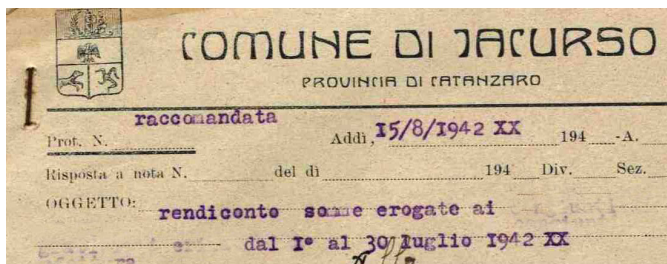 COMUNE DI JACURSO
PROVINCIA DI CATANZARO
raccomandata
Prot. N. Addì, 15/8/1942 XX 194 -A.
Risposta a nota N. del dì 194 Div. Sez.
OGGETTO: rendiconto somme erogate ai
dal I° al 30 luglio I942 XX